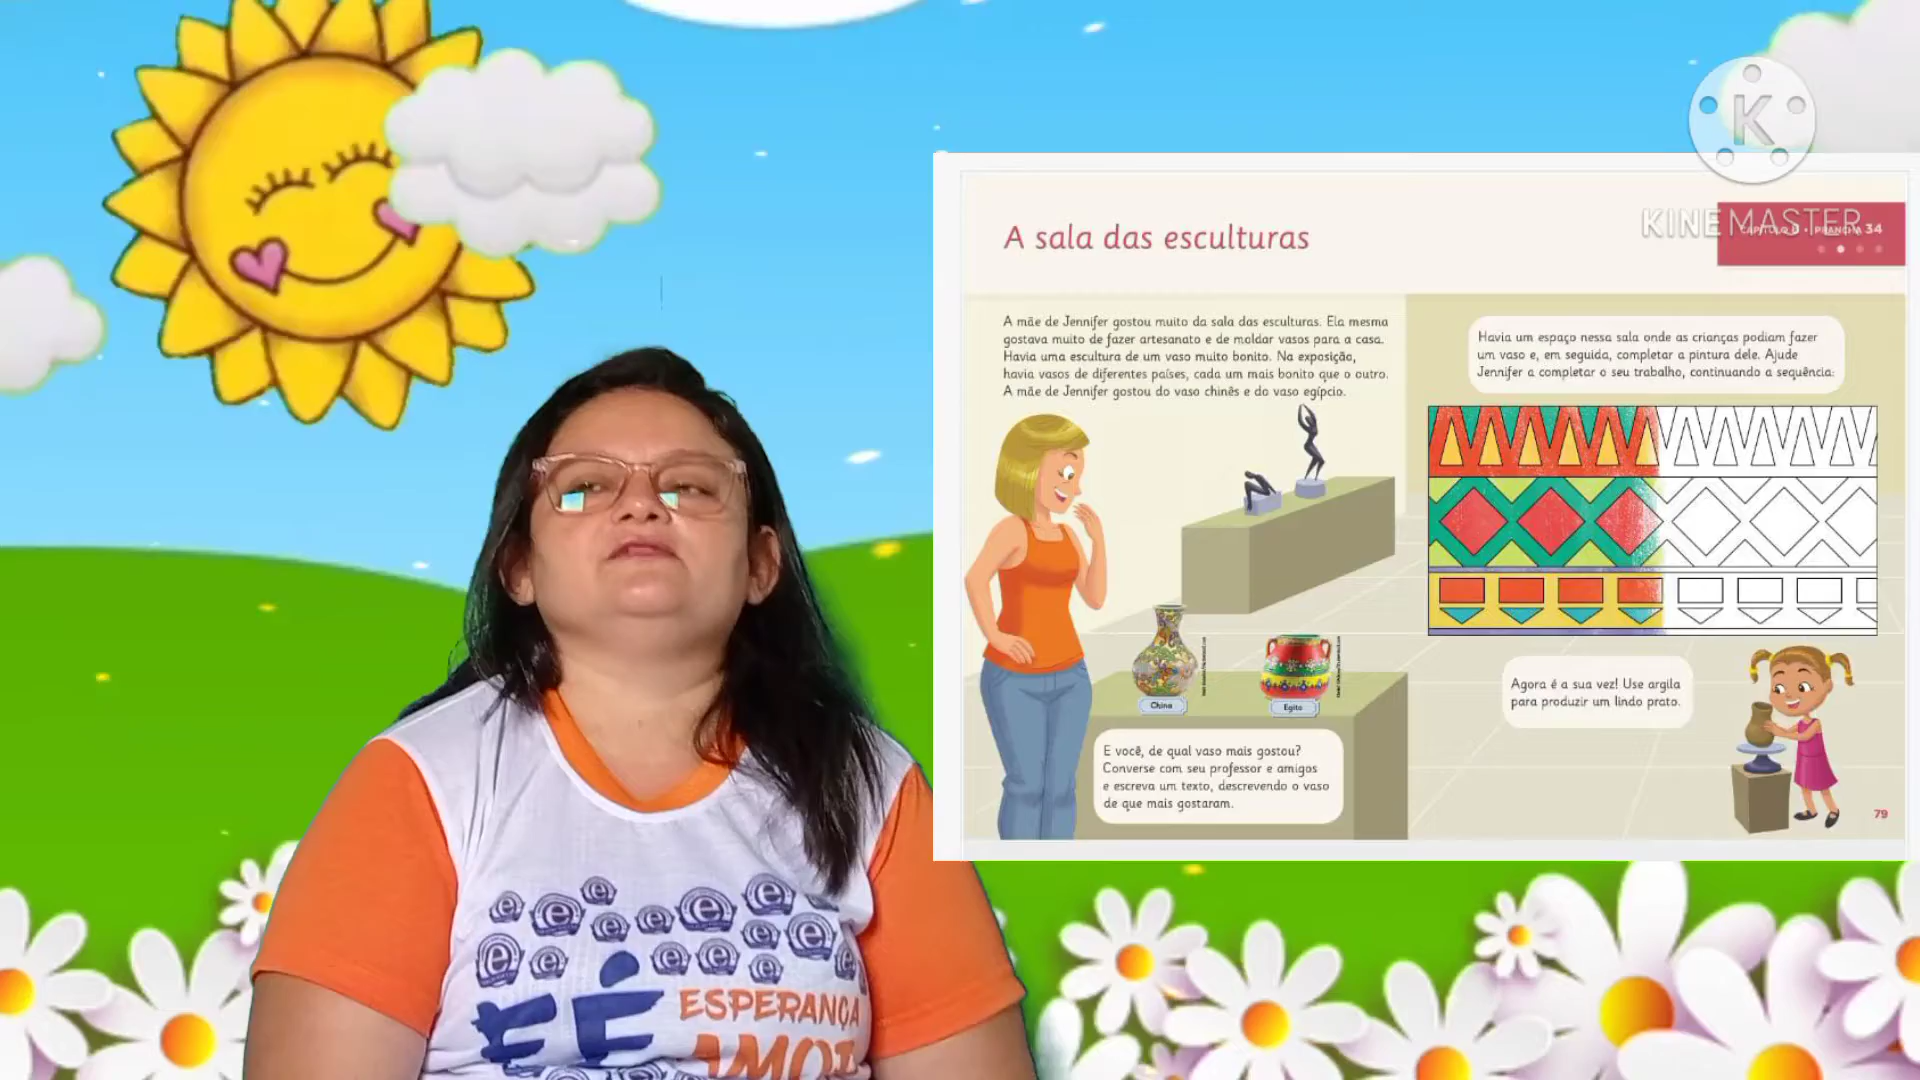 K
KINEMASTER
A sala das esculturas
34
A mãe de Jennifer gostou muito da sala das esculturas. Ela mesma
gostava muito de fazer artesanato e de moldar vasos para a casa.
Havia uma escultura de um vaso muito bonito. Na exposição,
havia vasos de diferentes países, cada um mais bonito que o outro.
A mãe de Jennifer gostou do vaso chinês e do vaso egípcio.
Havia um espaço nessa sala onde as crianças podiam fazer
um vaso e, em seguida, completar a pintura dele. Ajude
Jennifer a completar o seu trabalho, continuando a sequência:
China
Egito
E você, de qual vaso mais gostou?
Converse com seu professor e amigos
e escreva um texto, descrevendo o vaso
de que mais gostaram.
Agora é a sua vez! Use argila
para produzir um lindo prato.
79
FÉ
ESPERANÇA